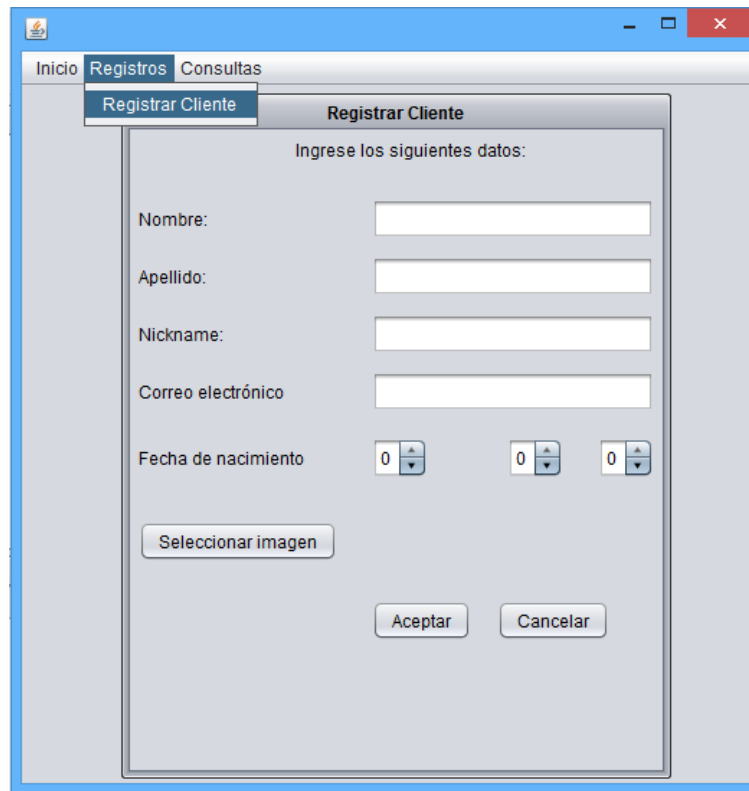 Inicio Registros Consultas
Registrar Cliente
Registrar Cliente
Ingrese los siguientes datos:
Nombre:
Apellido:
Nickname:
Correo electrónico
Fecha de nacimiento 0 0 0
Seleccionar imagen
Aceptar Cancelar